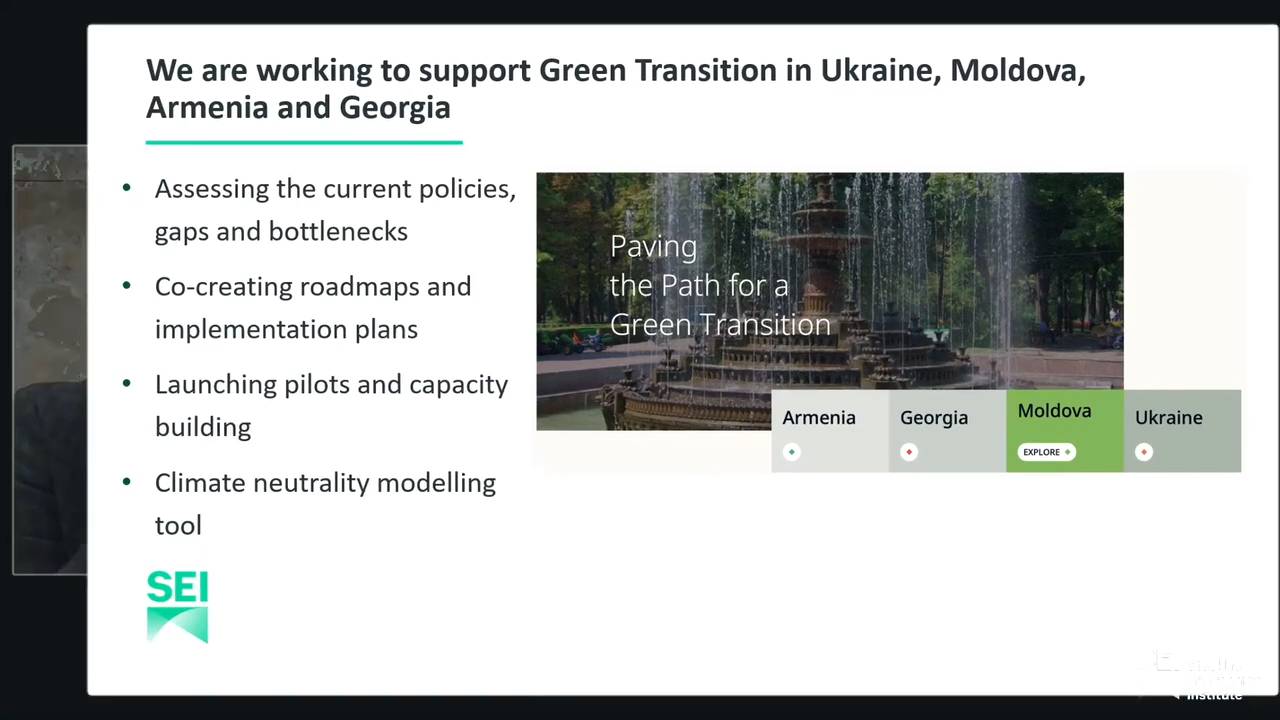 We are working to support Green Transition in Ukraine, Moldova,
Armenia and Georgia
• Assessing the current policies,
gaps and bottlenecks
• Co-creating roadmaps and
implementation plans
• Launching pilots and capacity
building
• Climate neutrality modelling
tool
Paving
the Path for a
Green Transition
Armenia
Georgia
Moldova
EXPLORE
Ukraine
SEI
Institute